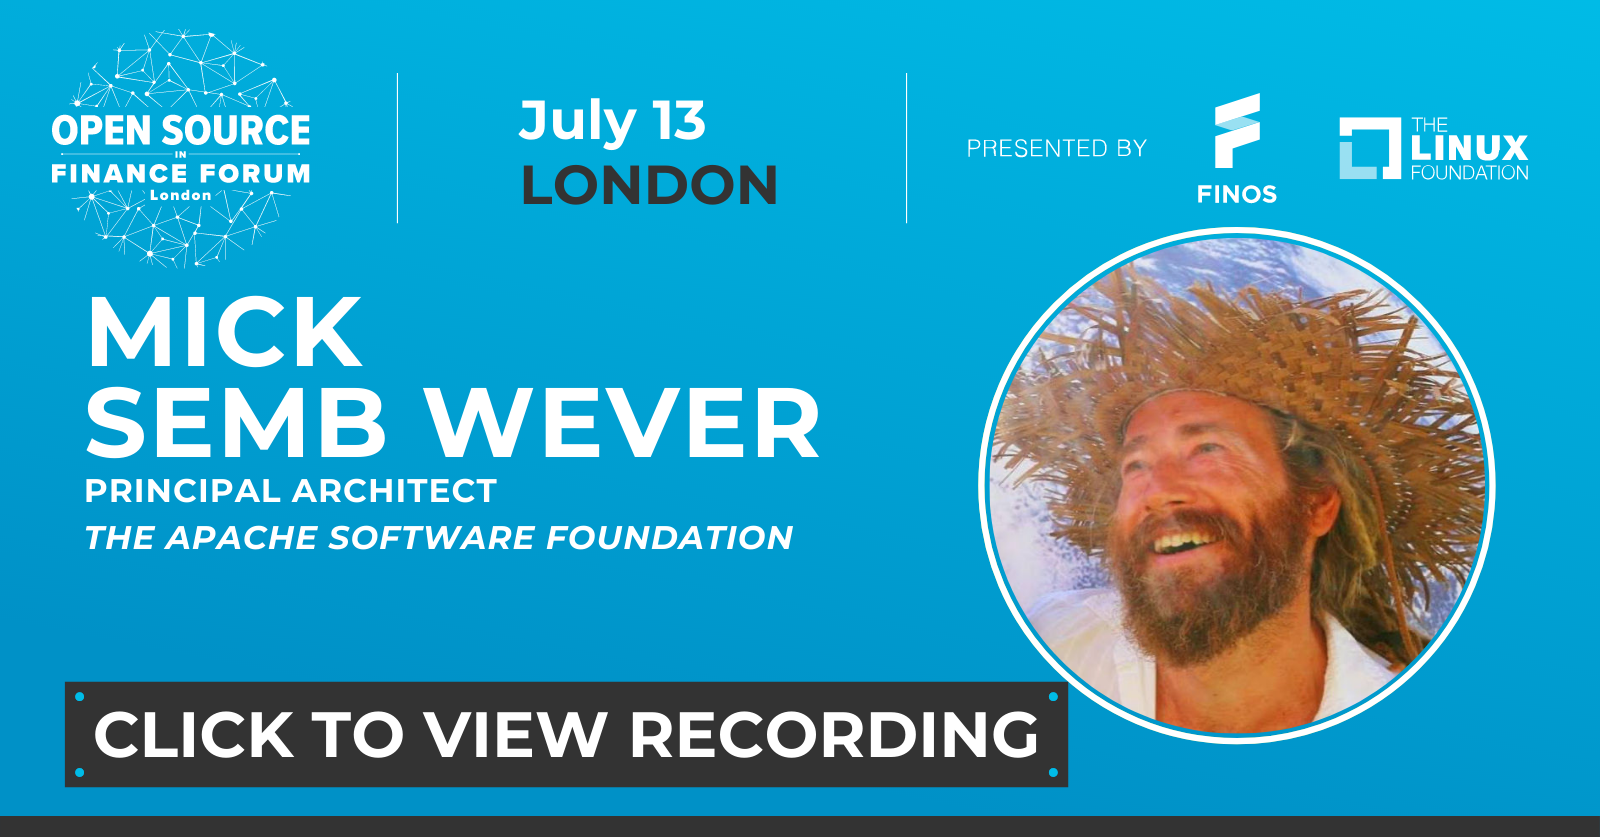 OPEN SOURCE
IN
FINANCE FORUM
London
July 13
LONDON
PRESENTED BY
FINOS
THE
LINUX
FOUNDATION
MICK
SEMB WEVER
PRINCIPAL ARCHITECT
THE APACHE SOFTWARE FOUNDATION
CLICK TO VIEW RECORDING